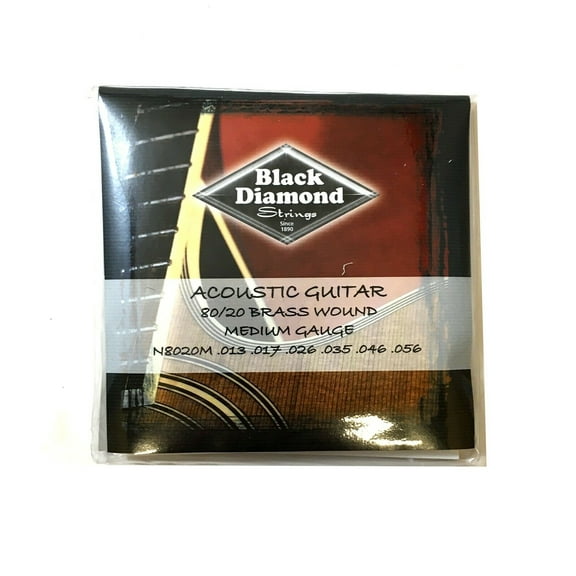 Black
Diamond
Strings
Since
1890
ACOUSTIC GUITAR
80/20 BRASS WOUND
MEDIUM GAUGE
N8020M .013 .017 .026 .035 .046 .056